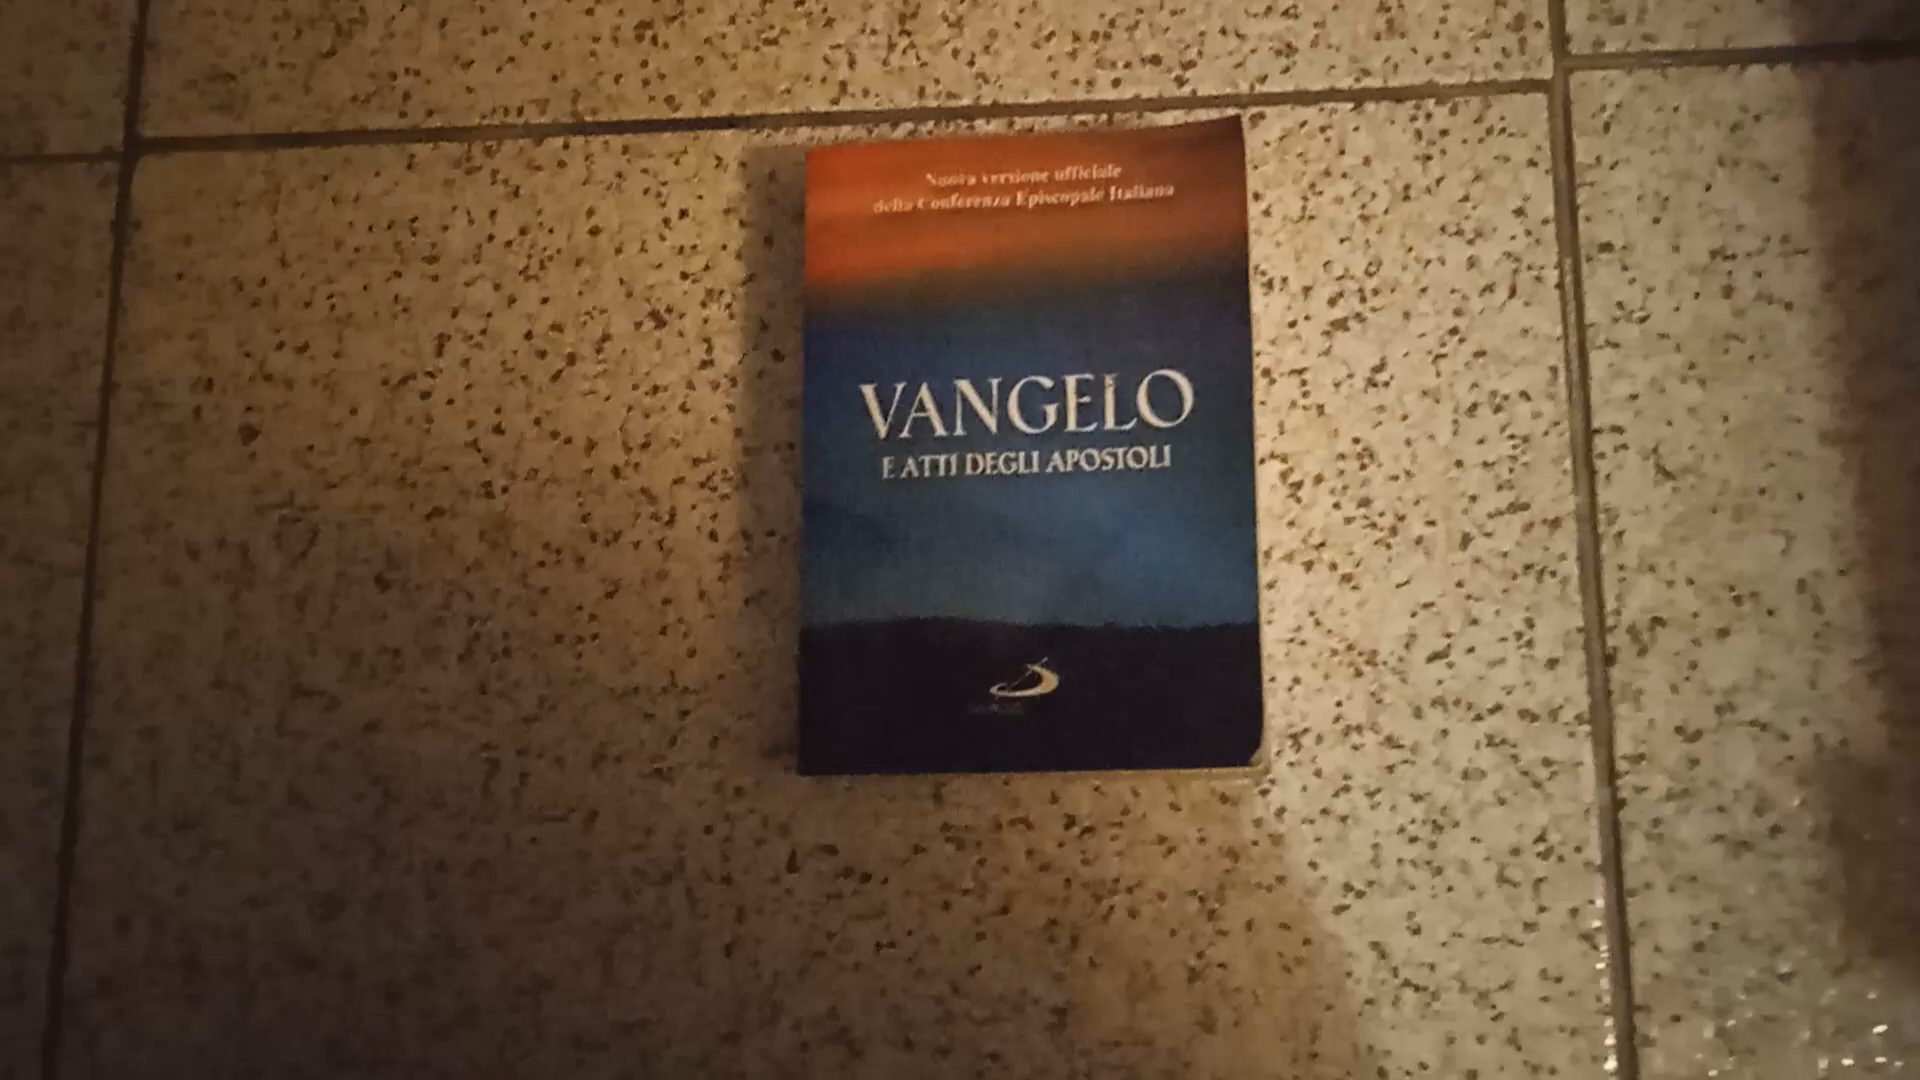 Nuova versione ufficiale
della Conferenza Episcopale Italiana
VANGELO
E ATTI DEGLI APOSTOLI